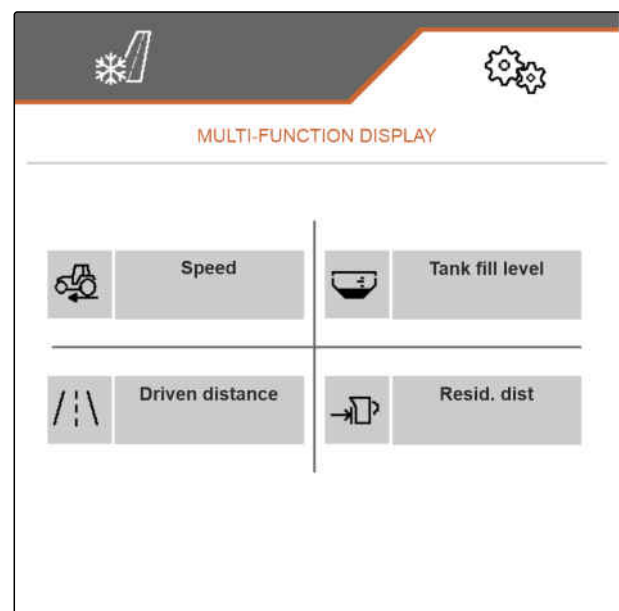 MULTI-FUNCTION DISPLAY
Speed
Tank fill level
Driven distance
Resid. dist